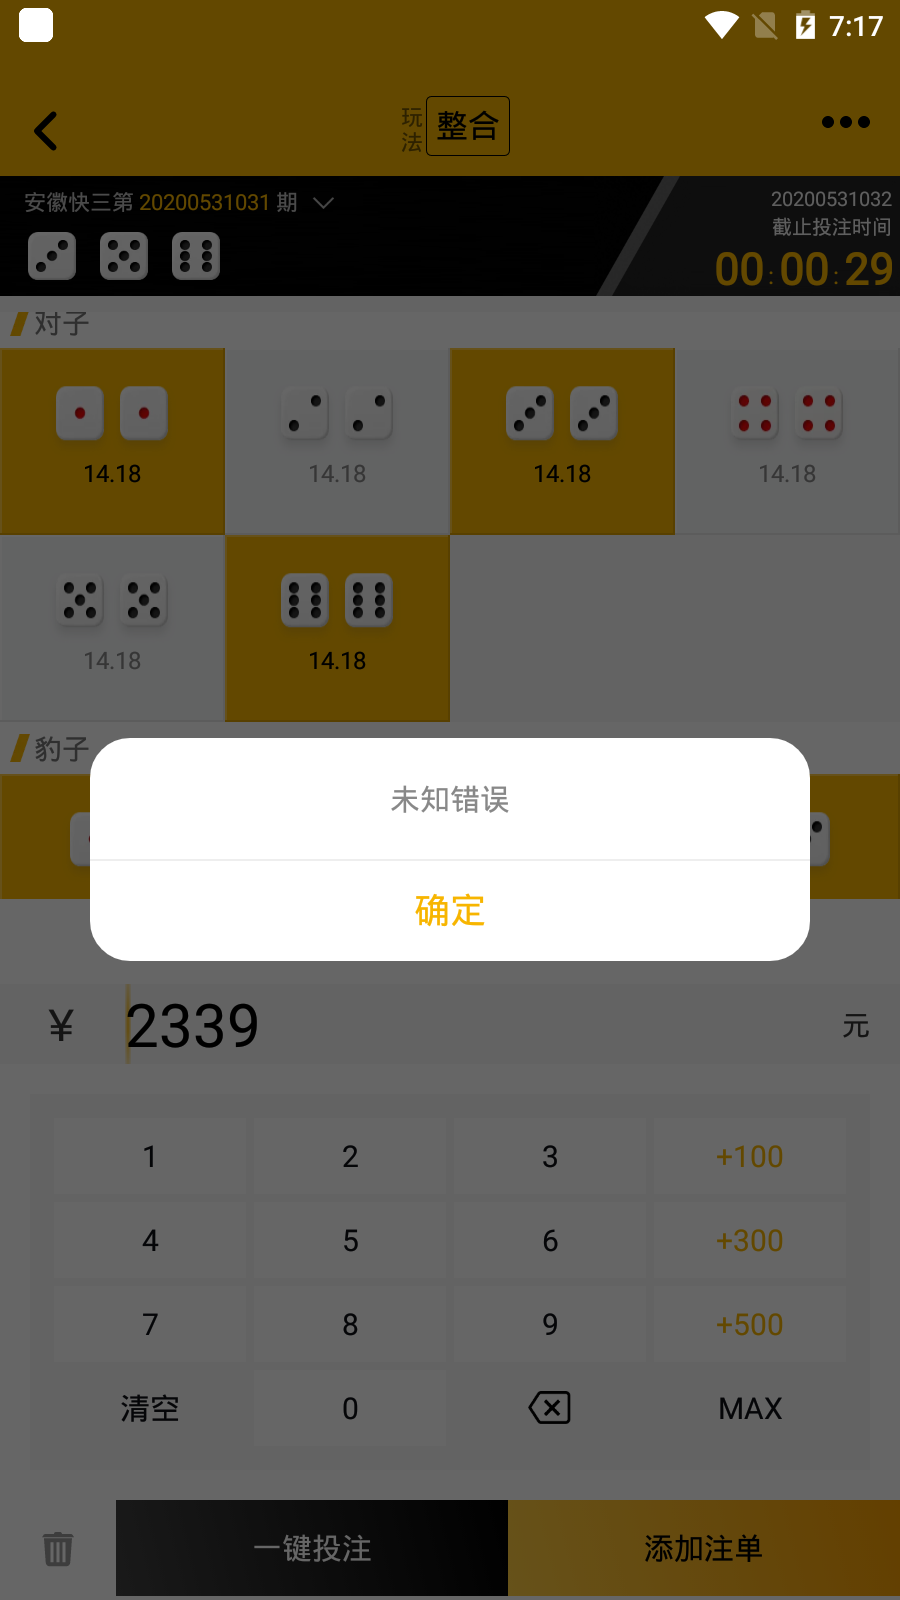 7:17
玩法
整合
安徽快三第 20200531031 期
20200531032
截止投注时间
00:00:29
对子
14.18
14.18
14.18
14.18
14.18
14.18
豹子
未知错误
确定
¥ 2339 元
1 2 3 +100
4 5 6 +300
7 8 9 +500
清空 0 MAX
一键投注 添加注单